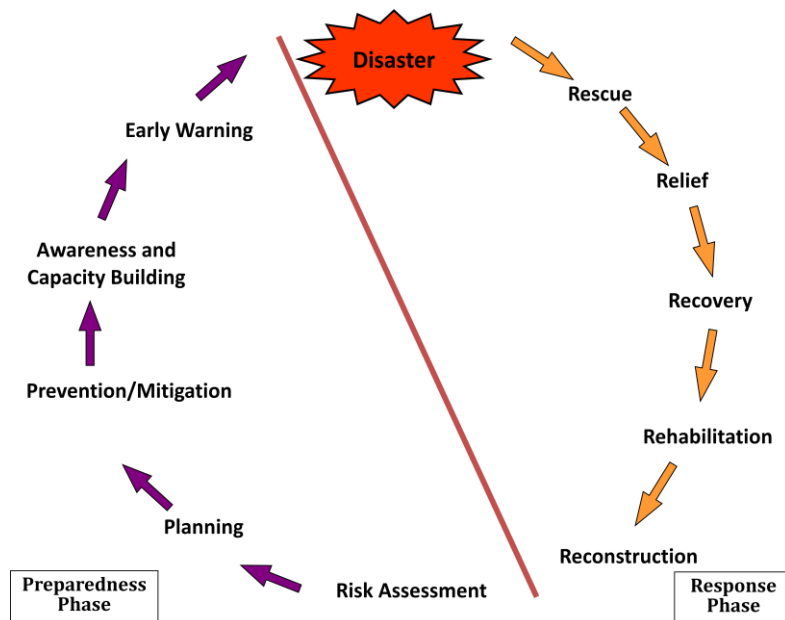 Disaster
Rescue
Relief
Recovery
Rehabilitation
Reconstruction
Response
Phase
Risk Assessment
Planning
Prevention/Mitigation
Awareness and
Capacity Building
Early Warning
Preparedness
Phase